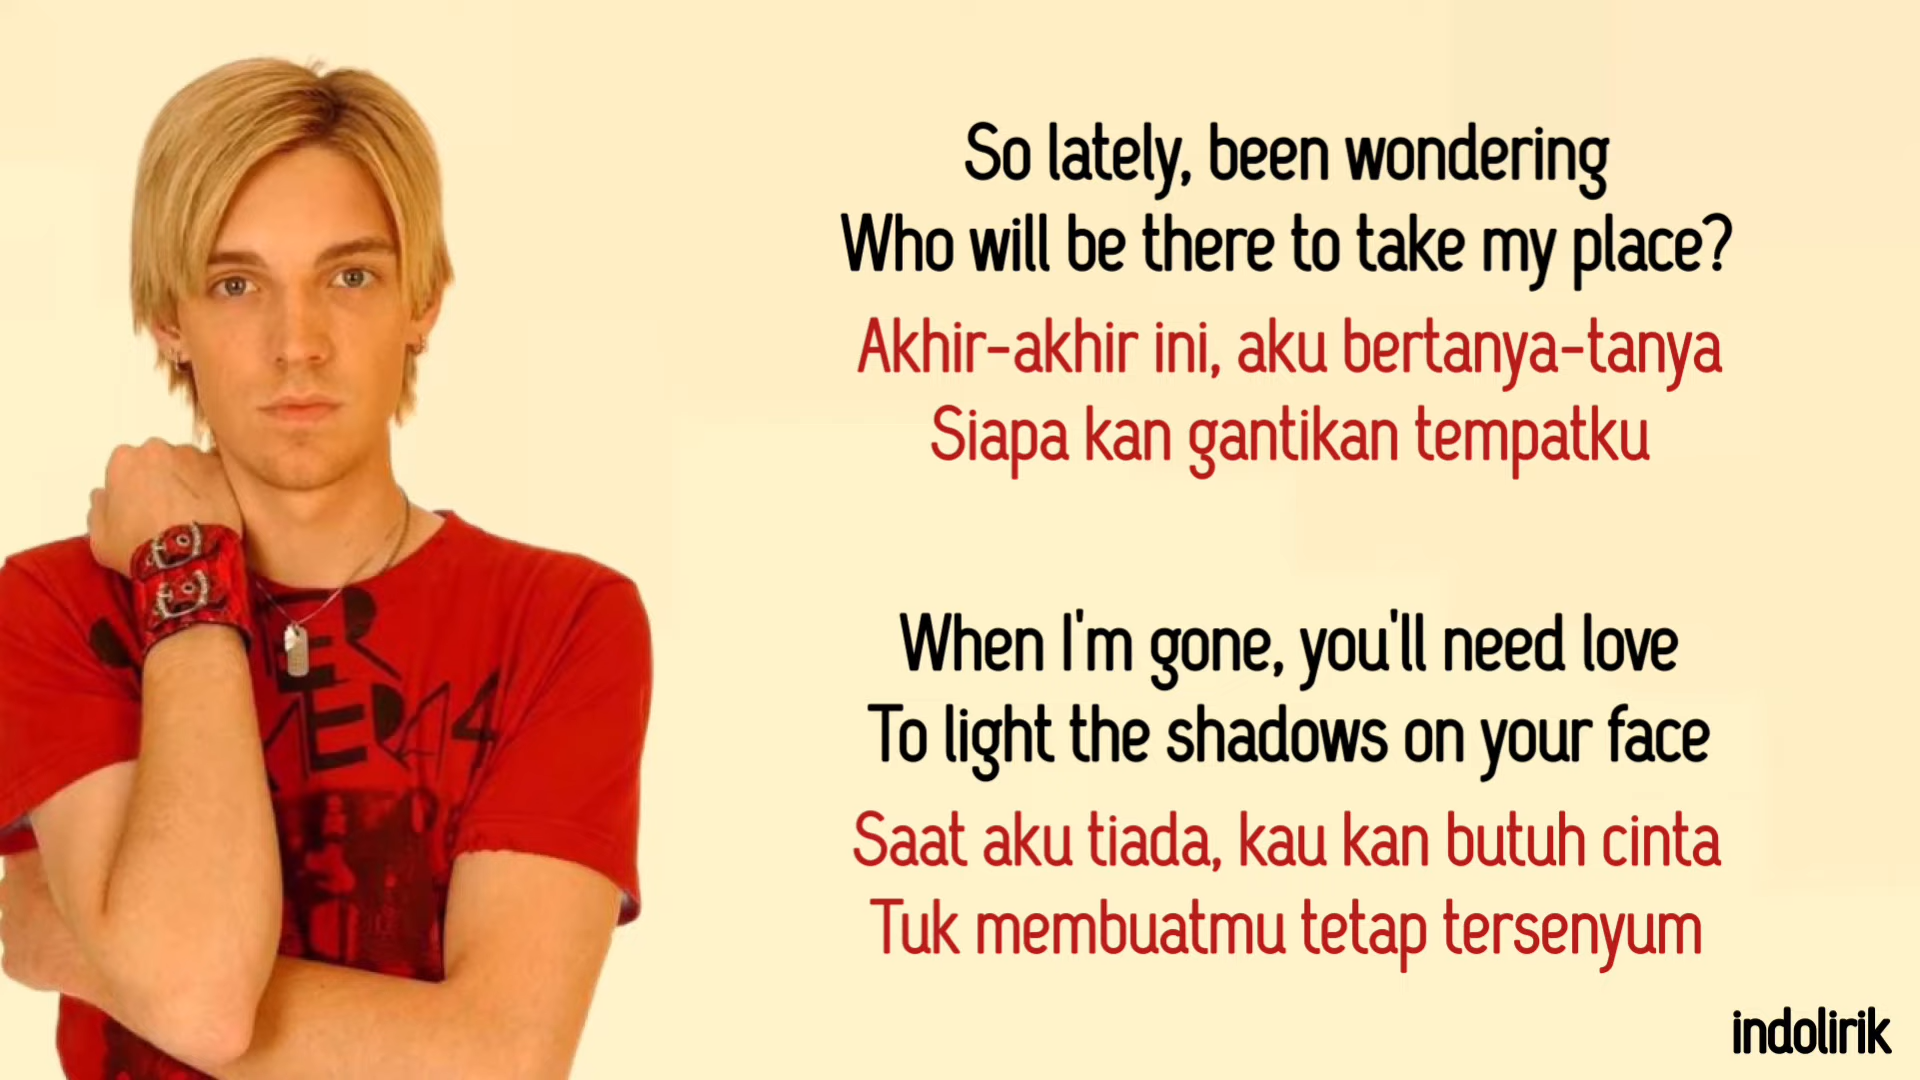 So lately, been wondering
Who will be there to take my place?
Akhir-akhir ini, aku bertanya-tanya
Siapa kan gantikan tempatku
When I'm gone, you'll need love
To light the shadows on your face
Saat aku tiada, kau kan butuh cinta
Tuk membuatmu tetap tersenyum
indolirik